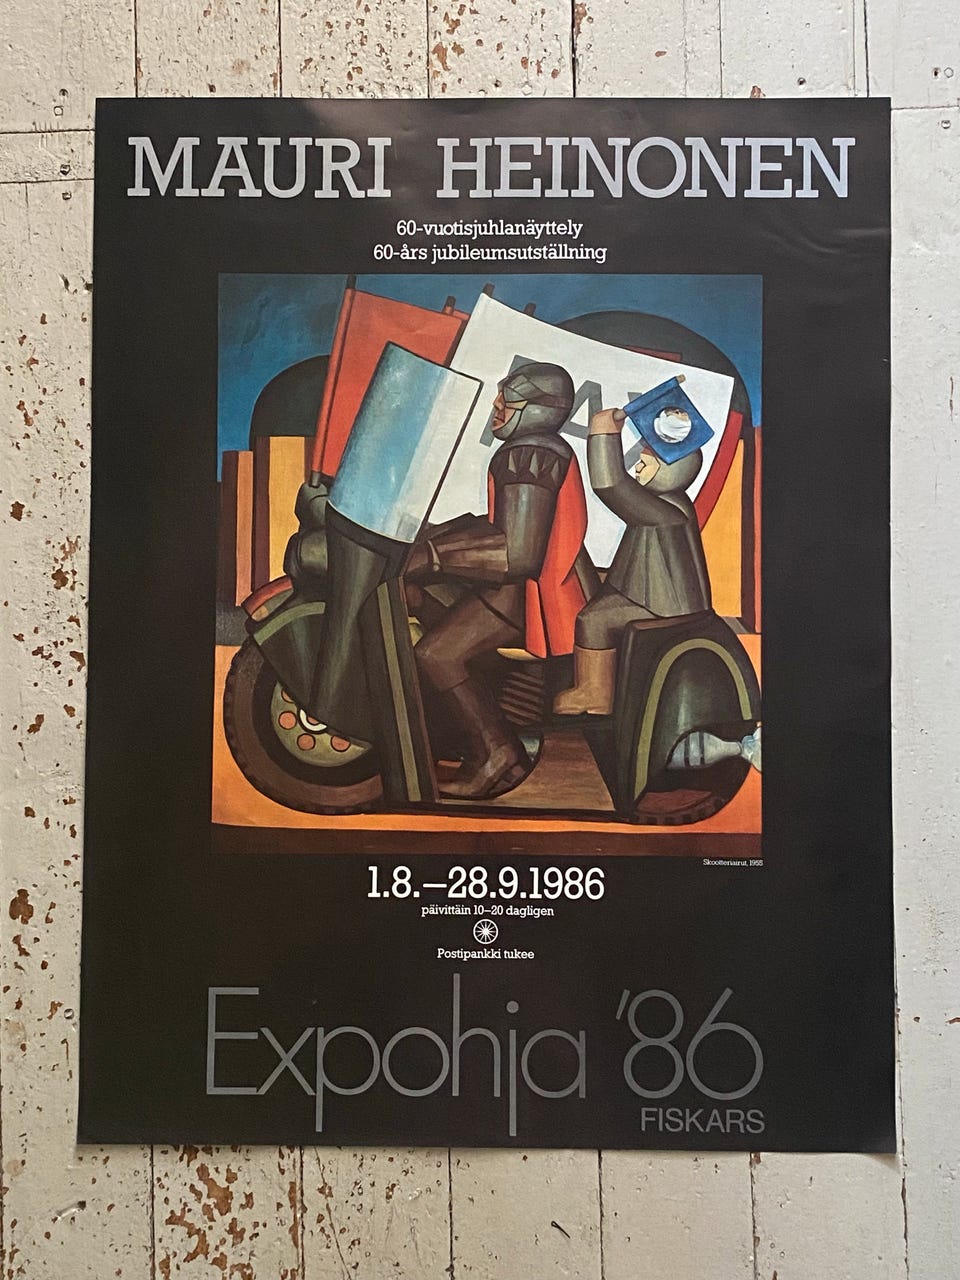 MAURI HEINONEN
60-vuotisjuhlanäyttely
60-års jubileumsutställning
Skootteriairut, 1955
1.8.–28.9.1986
päivittäin 10–20 dagligen
Postipankki tukee
Expohja '86
FISKARS